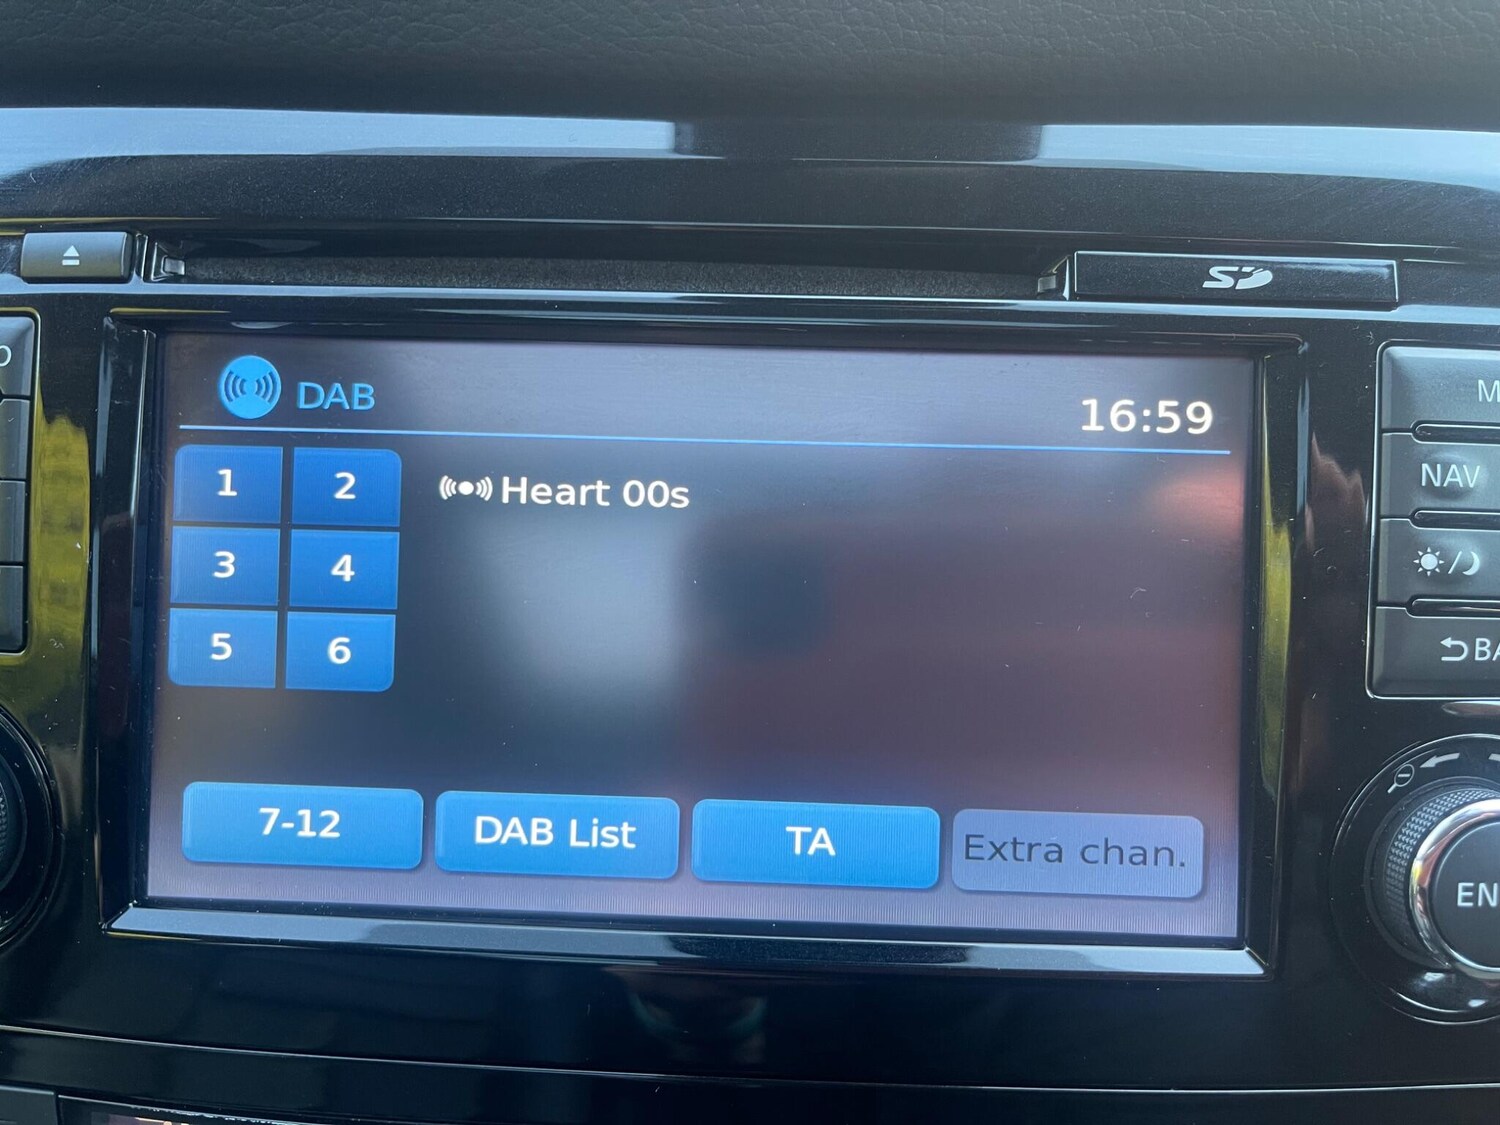 SD
DAB
16:59
1 2
Heart 00s
3 4
5 6
7-12 DAB List TA Extra chan.
NAV